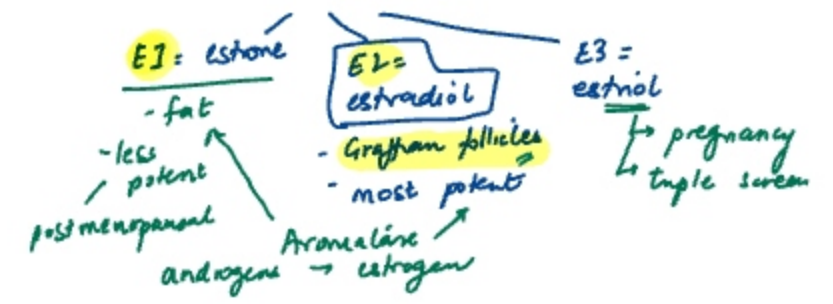 E1 = estrone
- fat
- less
potent
postmenopausal
E2 =
estradiol
- Graffian follicles
- most potent
Aromatase
androgens → estrogen
E3 =
estriol
→ pregnancy
→ triple screen